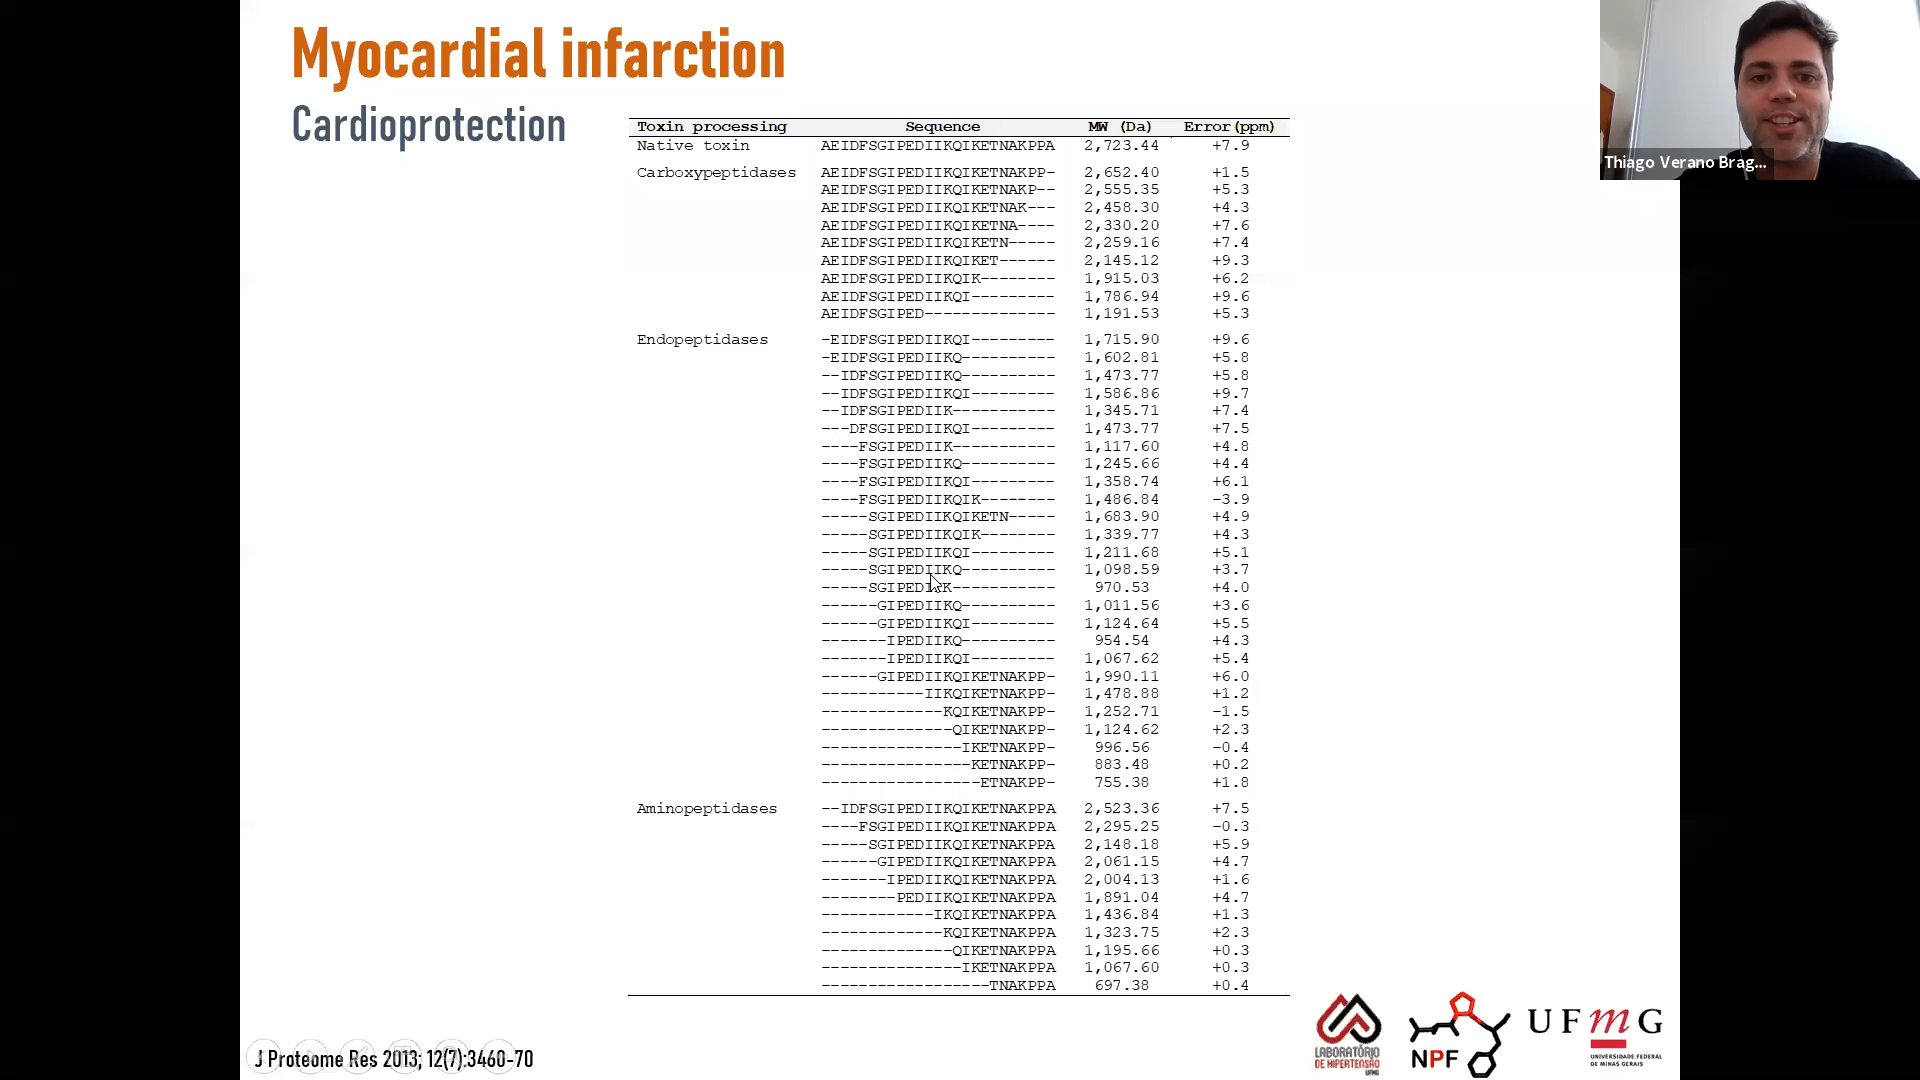 Myocardial infarction
Cardioprotection
Thiago Verano Brag...
Toxin processing Sequence MW (Da) Error(ppm)
Native toxin AEIDFSGIPEDIIKQIKETNAKPPA 2,723.44 +7.9
Carboxypeptidases AEIDFSGIPEDIIKQIKETNAKPP- 2,652.40 +1.5
AEIDFSGIPEDIIKQIKETNAKP-- 2,555.35 +5.3
AEIDFSGIPEDIIKQIKETNAK--- 2,458.30 +4.3
AEIDFSGIPEDIIKQIKETNA---- 2,330.20 +7.6
AEIDFSGIPEDIIKQIKETN----- 2,259.16 +7.4
AEIDFSGIPEDIIKQIKET------ 2,145.12 +9.3
AEIDFSGIPEDIIKQIK-------- 1,915.03 +6.2
AEIDFSGIPEDIIKQI--------- 1,786.94 +9.6
AEIDFSGIPED-------------- 1,191.53 +5.3
Endopeptidases -EIDFSGIPEDIIKQI--------- 1,715.90 +9.6
-EIDFSGIPEDIIKQ---------- 1,602.81 +5.8
--IDFSGIPEDIIKQ---------- 1,473.77 +5.8
--IDFSGIPEDIIKQI--------- 1,586.86 +9.7
--IDFSGIPEDIIK----------- 1,345.71 +7.4
---DFSGIPEDIIKQI--------- 1,473.77 +7.5
----FSGIPEDIIK----------- 1,117.60 +4.8
----FSGIPEDIIKQ---------- 1,245.66 +4.4
----FSGIPEDIIKQI--------- 1,358.74 +6.1
----FSGIPEDIIKQIK-------- 1,486.84 -3.9
-----SGIPEDIIKQIKETN----- 1,683.90 +4.9
-----SGIPEDIIKQIK-------- 1,339.77 +4.3
-----SGIPEDIIKQI--------- 1,211.68 +5.1
-----SGIPEDIIKQ---------- 1,098.59 +3.7
-----SGIPEDIIK----------- 970.53 +4.0
------GIPEDIIKQ---------- 1,011.56 +3.6
------GIPEDIIKQI--------- 1,124.64 +5.5
-------IPEDIIKQ---------- 954.54 +4.3
-------IPEDIIKQI--------- 1,067.62 +5.4
------GIPEDIIKQIKETNAKPP- 1,990.11 +6.0
-----------IIKQIKETNAKPP- 1,478.88 +1.2
-------------KQIKETNAKPP- 1,252.71 -1.5
--------------QIKETNAKPP- 1,124.62 +2.3
---------------IKETNAKPP- 996.56 -0.4
----------------KETNAKPP- 883.48 +0.2
-----------------ETNAKPP- 755.38 +1.8
Aminopeptidases --IDFSGIPEDIIKQIKETNAKPPA 2,523.36 +7.5
----FSGIPEDIIKQIKETNAKPPA 2,295.25 -0.3
-----SGIPEDIIKQIKETNAKPPA 2,148.18 +5.9
------GIPEDIIKQIKETNAKPPA 2,061.15 +4.7
-------IPEDIIKQIKETNAKPPA 2,004.13 +1.6
--------PEDIIKQIKETNAKPPA 1,891.04 +4.7
------------IKQIKETNAKPPA 1,436.84 +1.3
-------------KQIKETNAKPPA 1,323.75 +2.3
--------------QIKETNAKPPA 1,195.66 +0.3
---------------IKETNAKPPA 1,067.60 +0.3
------------------TNAKPPA 697.38 +0.4
J Proteome Res 2013; 12(7):3460-70
LABORATÓRIO
DE HIPERTENSÃO
UFMG
NPF
UFmG
UNIVERSIDADE FEDERAL
DE MINAS GERAIS